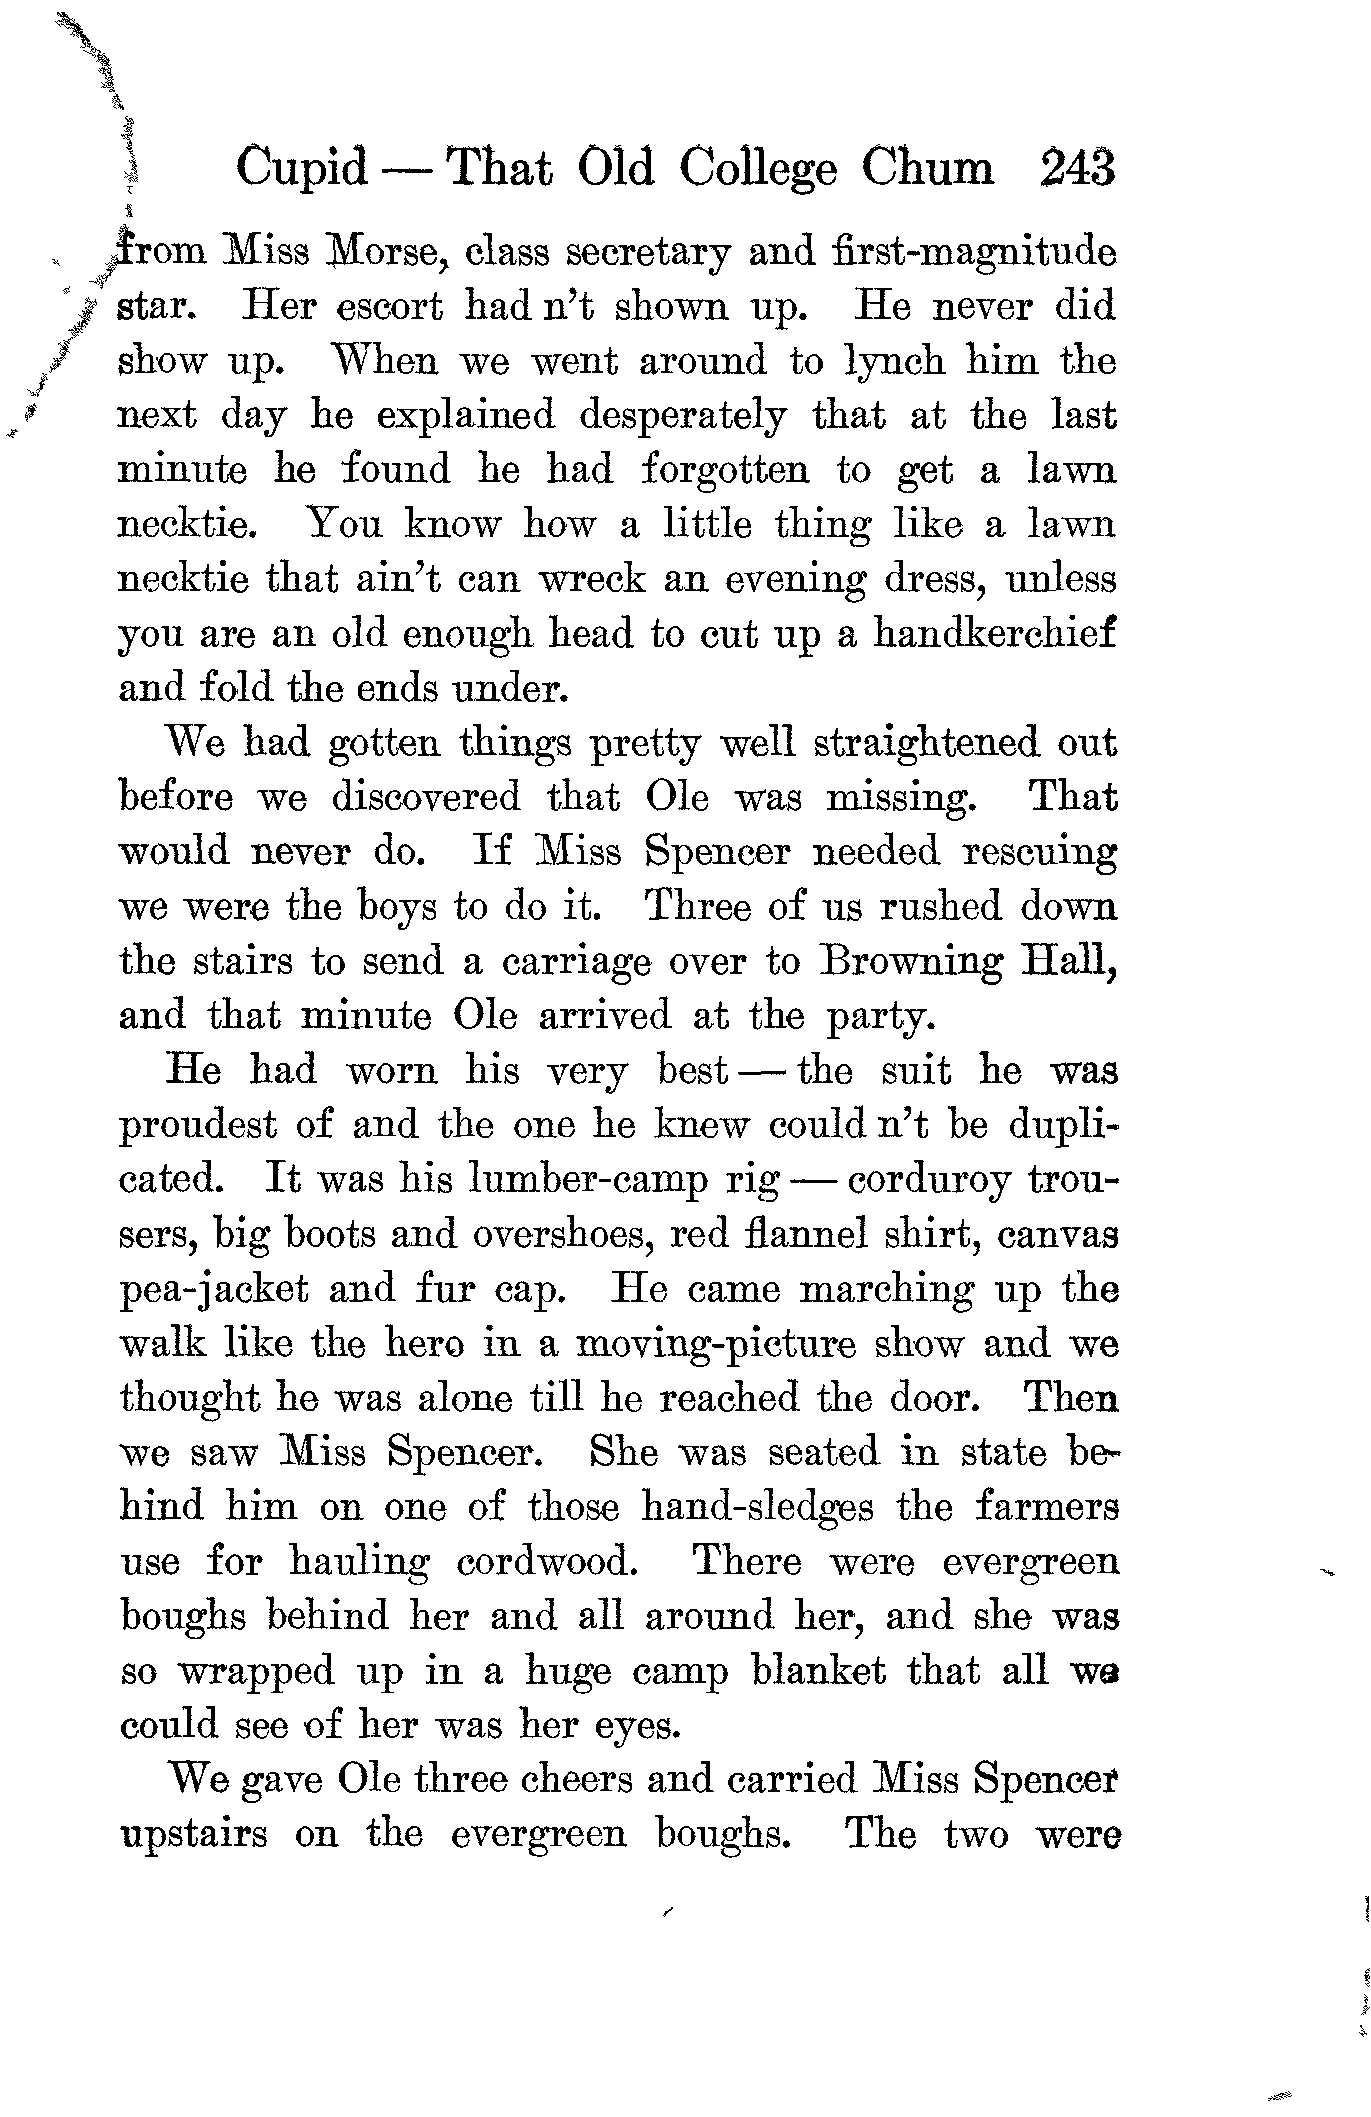 Cupid — That Old College Chum 243
from Miss Morse, class secretary and first-magnitude
star. Her escort had n't shown up. He never did
show up. When we went around to lynch him the
next day he explained desperately that at the last
minute he found he had forgotten to get a lawn
necktie. You know how a little thing like a lawn
necktie that ain't can wreck an evening dress, unless
you are an old enough head to cut up a handkerchief
and fold the ends under.
We had gotten things pretty well straightened out
before we discovered that Ole was missing. That
would never do. If Miss Spencer needed rescuing
we were the boys to do it. Three of us rushed down
the stairs to send a carriage over to Browning Hall,
and that minute Ole arrived at the party.
He had worn his very best — the suit he was
proudest of and the one he knew could n't be dupli-
cated. It was his lumber-camp rig — corduroy trou-
sers, big boots and overshoes, red flannel shirt, canvas
pea-jacket and fur cap. He came marching up the
walk like the hero in a moving-picture show and we
thought he was alone till he reached the door. Then
we saw Miss Spencer. She was seated in state be-
hind him on one of those hand-sledges the farmers
use for hauling cordwood. There were evergreen
boughs behind her and all around her, and she was
so wrapped up in a huge camp blanket that all we
could see of her was her eyes.
We gave Ole three cheers and carried Miss Spencer
upstairs on the evergreen boughs. The two were